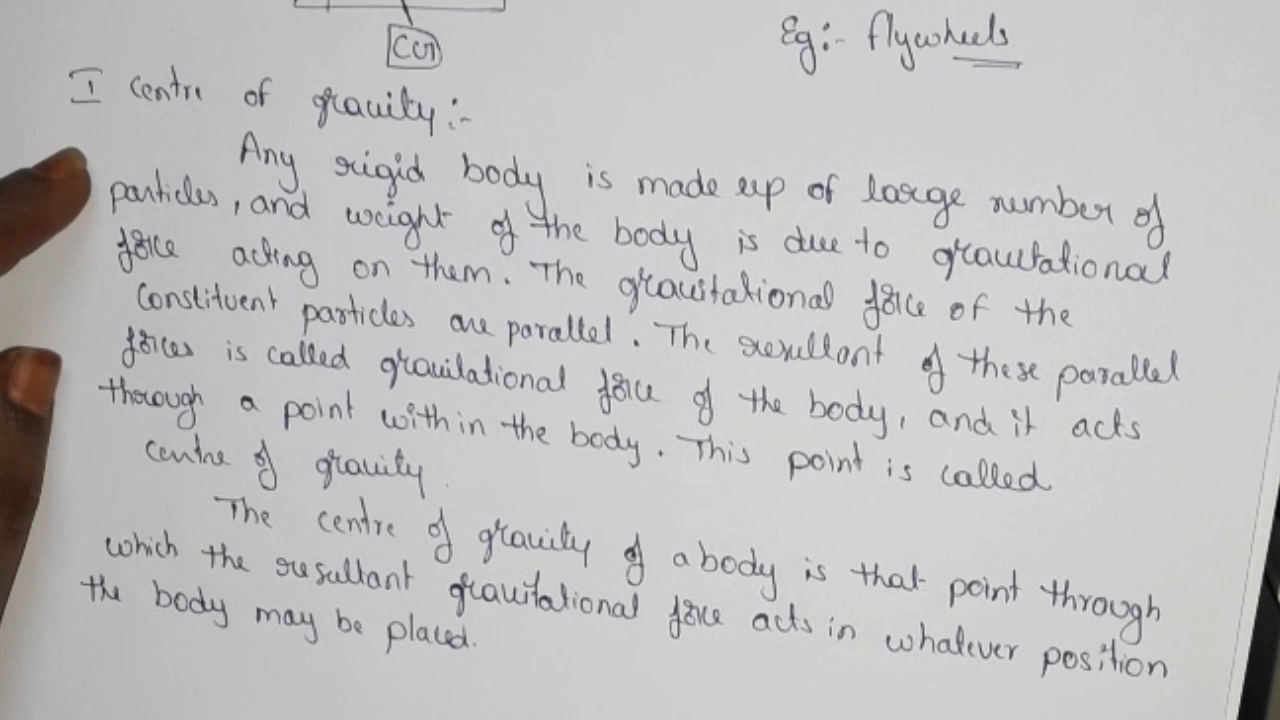 Eg:- flywheels
I centre of gravity:-
Any rigid body is made up of large number of
particles, and weight of the body is due to gravitational
force acting on them. The gravitational force of the
constituent particles are parallel. The resultant of these parallel
forces is called gravitational force of the body, and it acts
through a point within the body. This point is called
centre of gravity.
The centre of gravity of a body is that point through
which the resultant gravitational force acts in whatever position
the body may be placed.